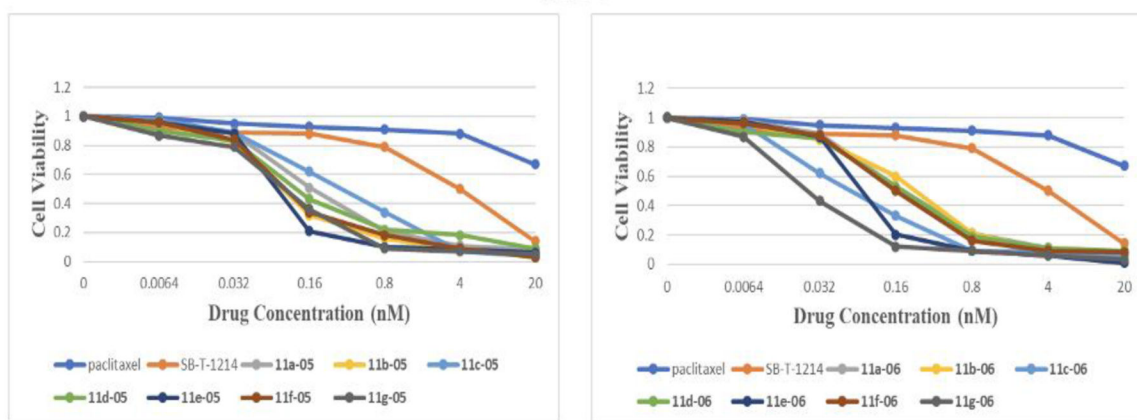 1.2
1
0.8
0.6
0.4
0.2
0
Cell Viability
0 0.0064 0.032 0.16 0.8 4 20
Drug Concentration (nM)
paclitaxel SB-T-1214 11a-05 11b-05 11c-05
11d-05 11e-05 11f-05 11g-05
1.2
1
0.8
0.6
0.4
0.2
0
Cell Viability
0 0.0064 0.032 0.16 0.8 4 20
Drug Concentration (nM)
paclitaxel SB-T-1214 11a-06 11b-06 11c-06
11d-06 11e-06 11f-06 11g-06